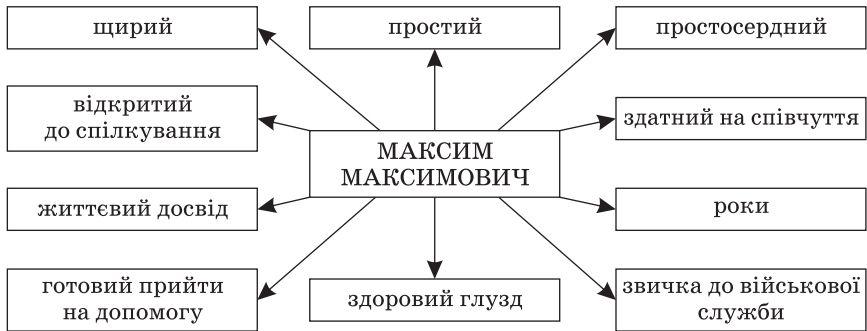 щирий
простий
простосердний
відкритий
до спілкування
здатний на співчуття
МАКСИМ
МАКСИМОВИЧ
життєвий досвід
роки
готовий прийти
на допомогу
здоровий глузд
звичка до військової
служби